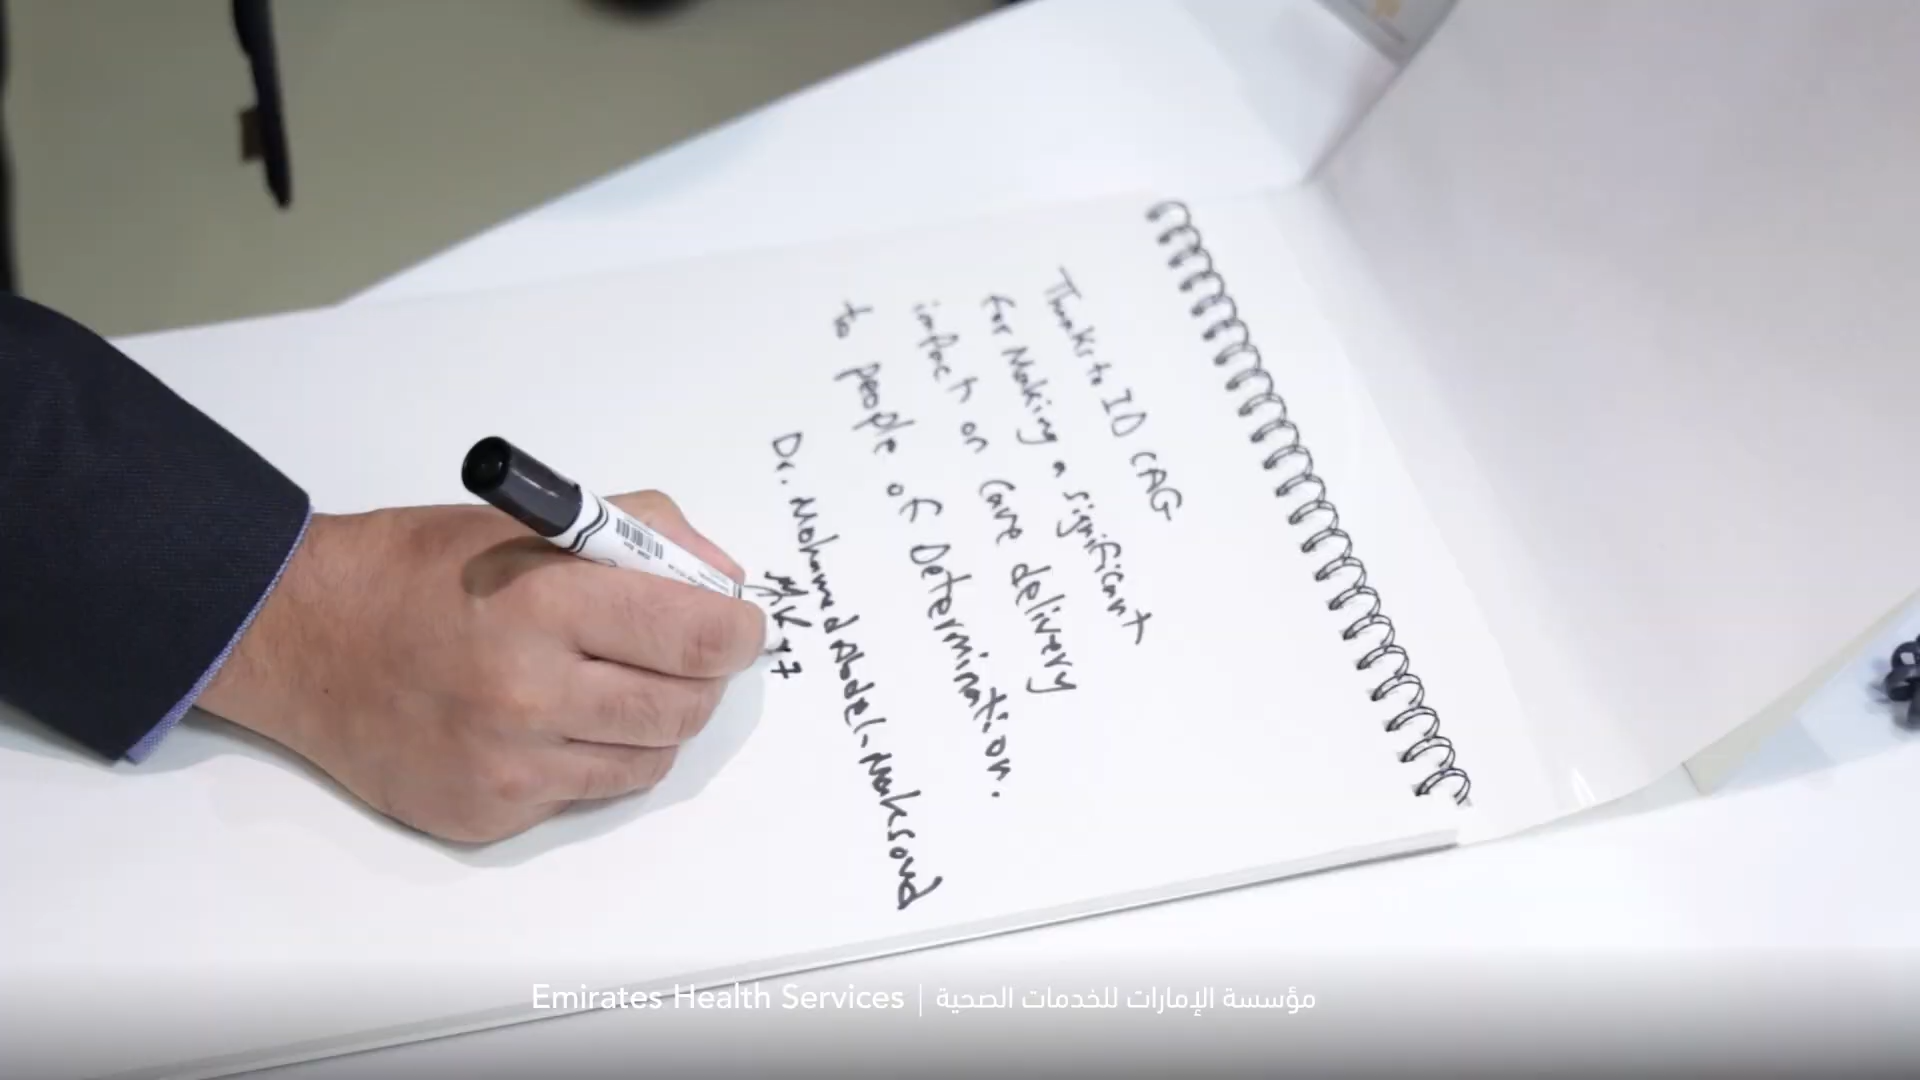 Thanks to ID CAG
for Making a significant
impact on Care delivery
to people of Determination.
Dr. Mohamed Abdel-Maksoud
Emirates Health Services | مؤسسة الإمارات للخدمات الصحية